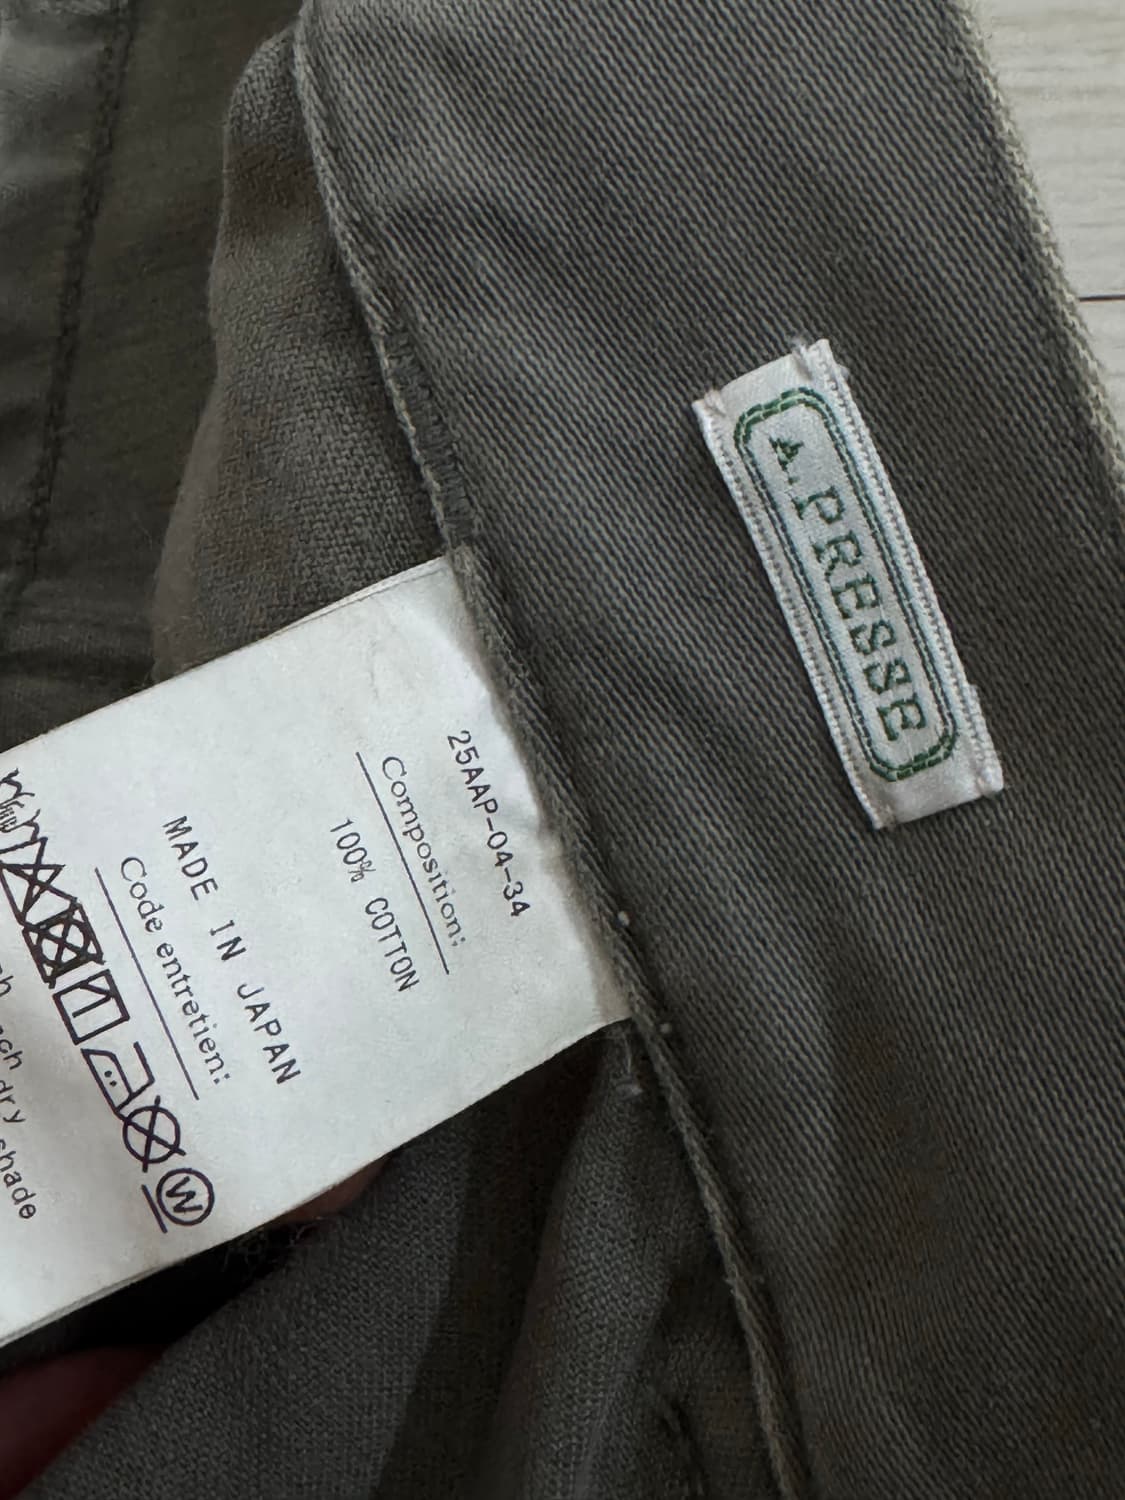 A.PRESSE
25AAP-04-34
Composition:
100% COTTON
MADE IN JAPAN
Code entretien:
W
dry
shade